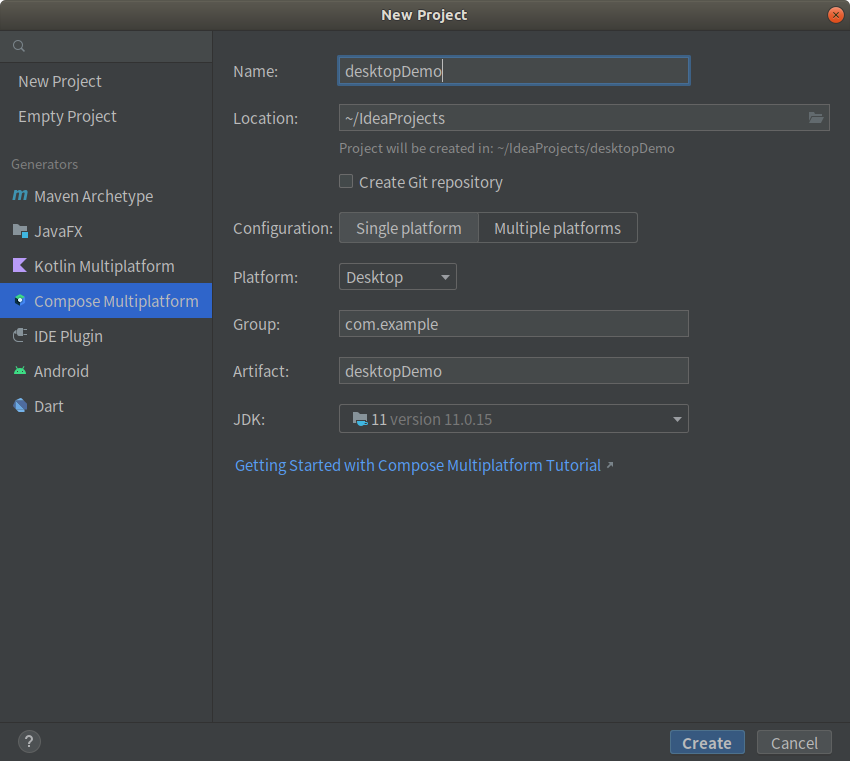 New Project
New Project
Empty Project
Generators
m Maven Archetype
JavaFX
Kotlin Multiplatform
Compose Multiplatform
IDE Plugin
Android
Dart
Name: desktopDemo
Location: ~/IdeaProjects
Project will be created in: ~/IdeaProjects/desktopDemo
Create Git repository
Configuration: Single platform Multiple platforms
Platform: Desktop
Group: com.example
Artifact: desktopDemo
JDK: 11 version 11.0.15
Getting Started with Compose Multiplatform Tutorial ↗
? Create Cancel